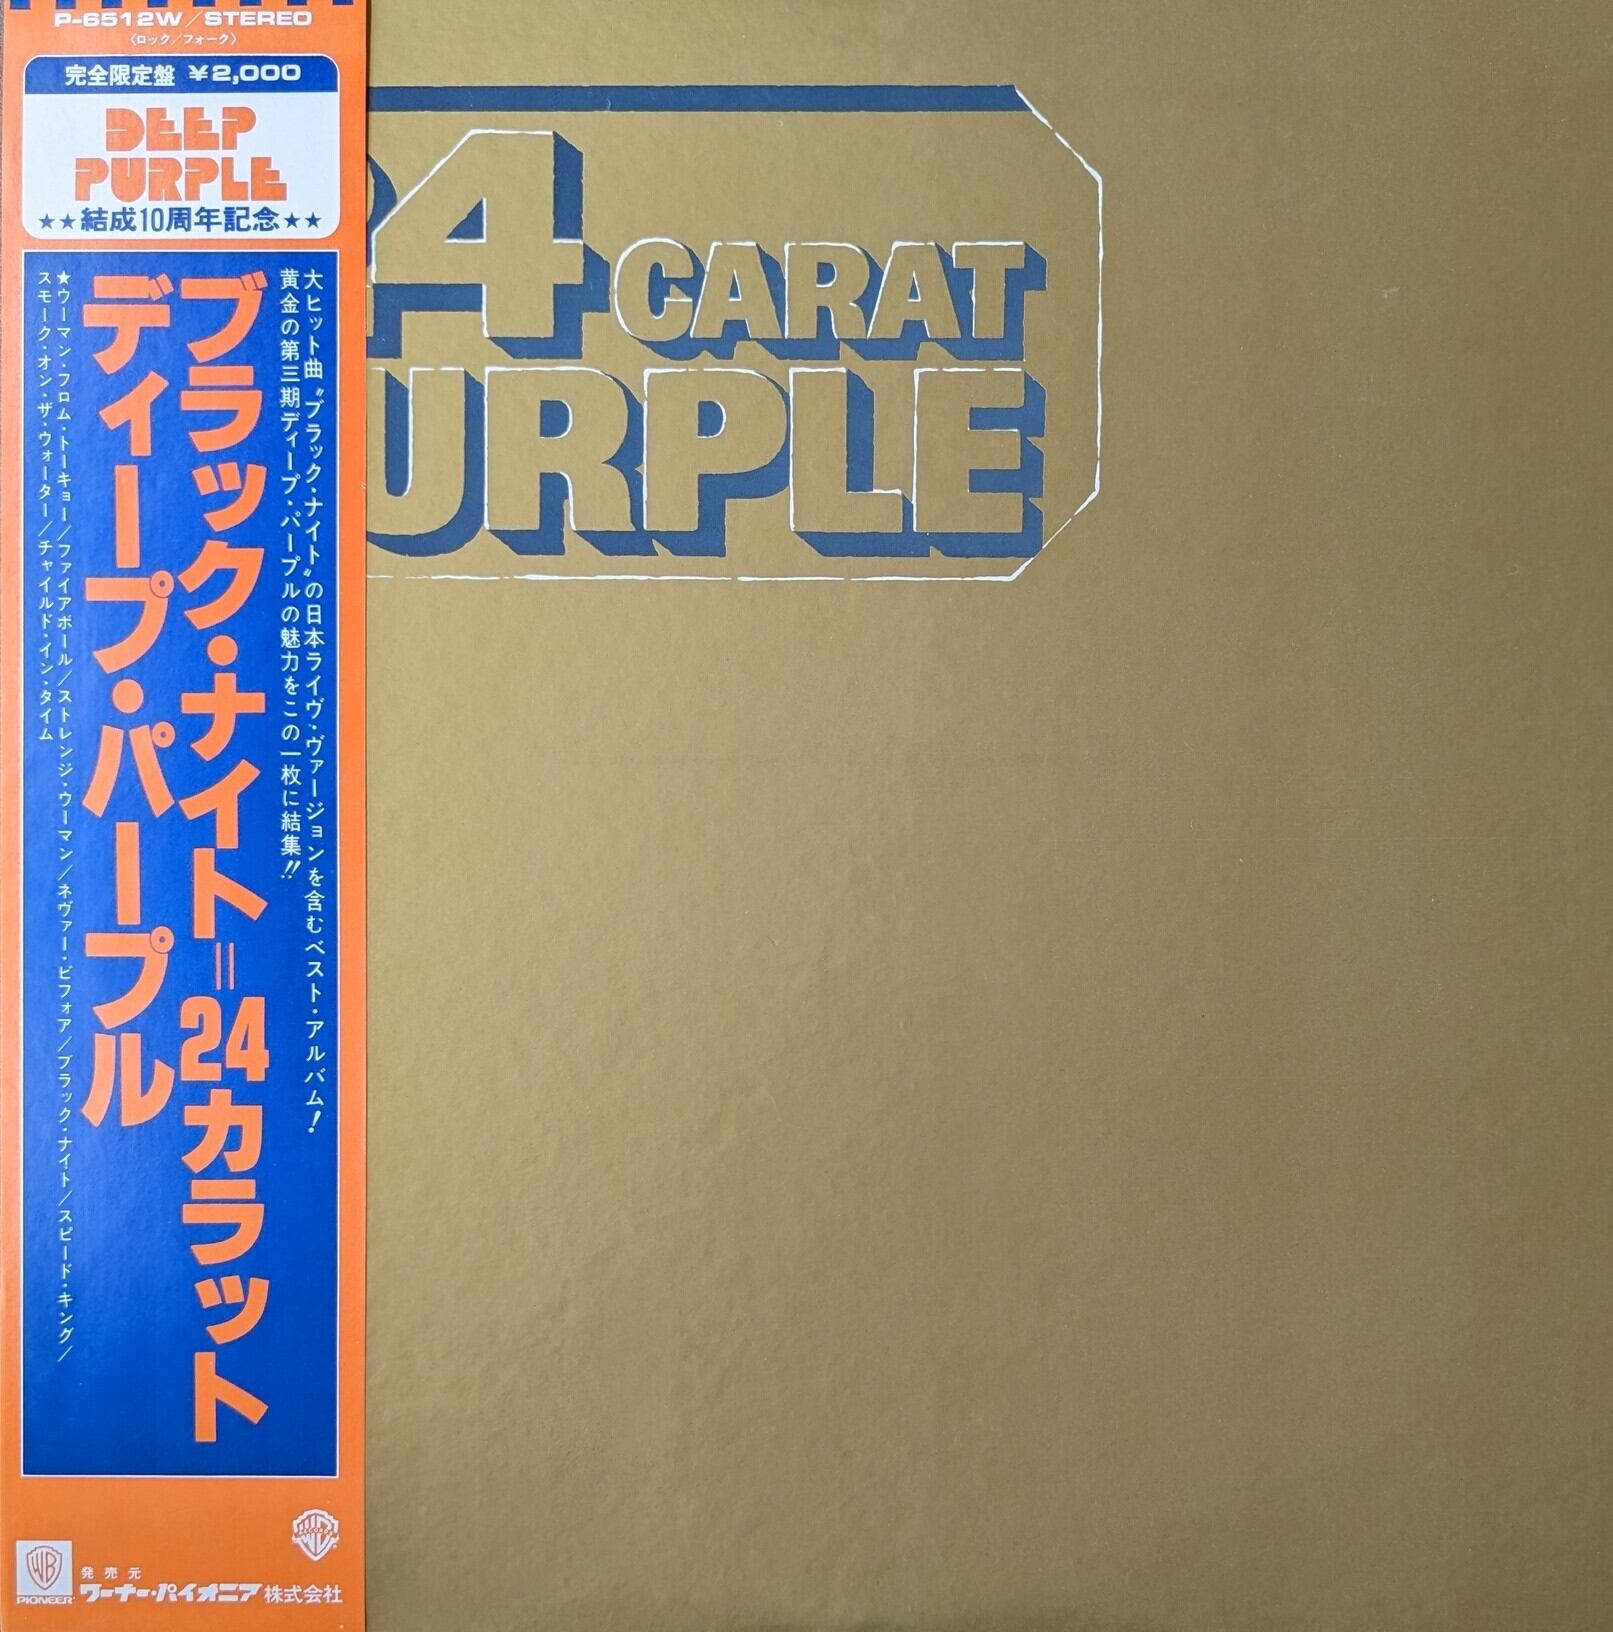 P-6512W/STEREO
〈ロック/フォーク〉
完全限定盤 ¥2,000
DEEP
PURPLE
★★結成10周年記念★★
大ヒット曲〝ブラック・ナイト〟の日本ライヴ・ヴァージョンを含むベスト・アルバム!
黄金の第三期ディープ・パープルの魅力をこの一枚に結集!!
ブラック・ナイト=24カラット
ディープ・パープル
★ウーマン・フロム・トーキョー/ファイアボール/ストレンジ・ウーマン/ネヴァー・ビフォア/ブラック・ナイト/スピード・キング/
スモーク・オン・ザ・ウォーター/チャイルド・イン・タイム
WB
RECORDS
WB
PIONEER
発売元
ワーナー・パイオニア株式会社
24 CARAT
URPLE